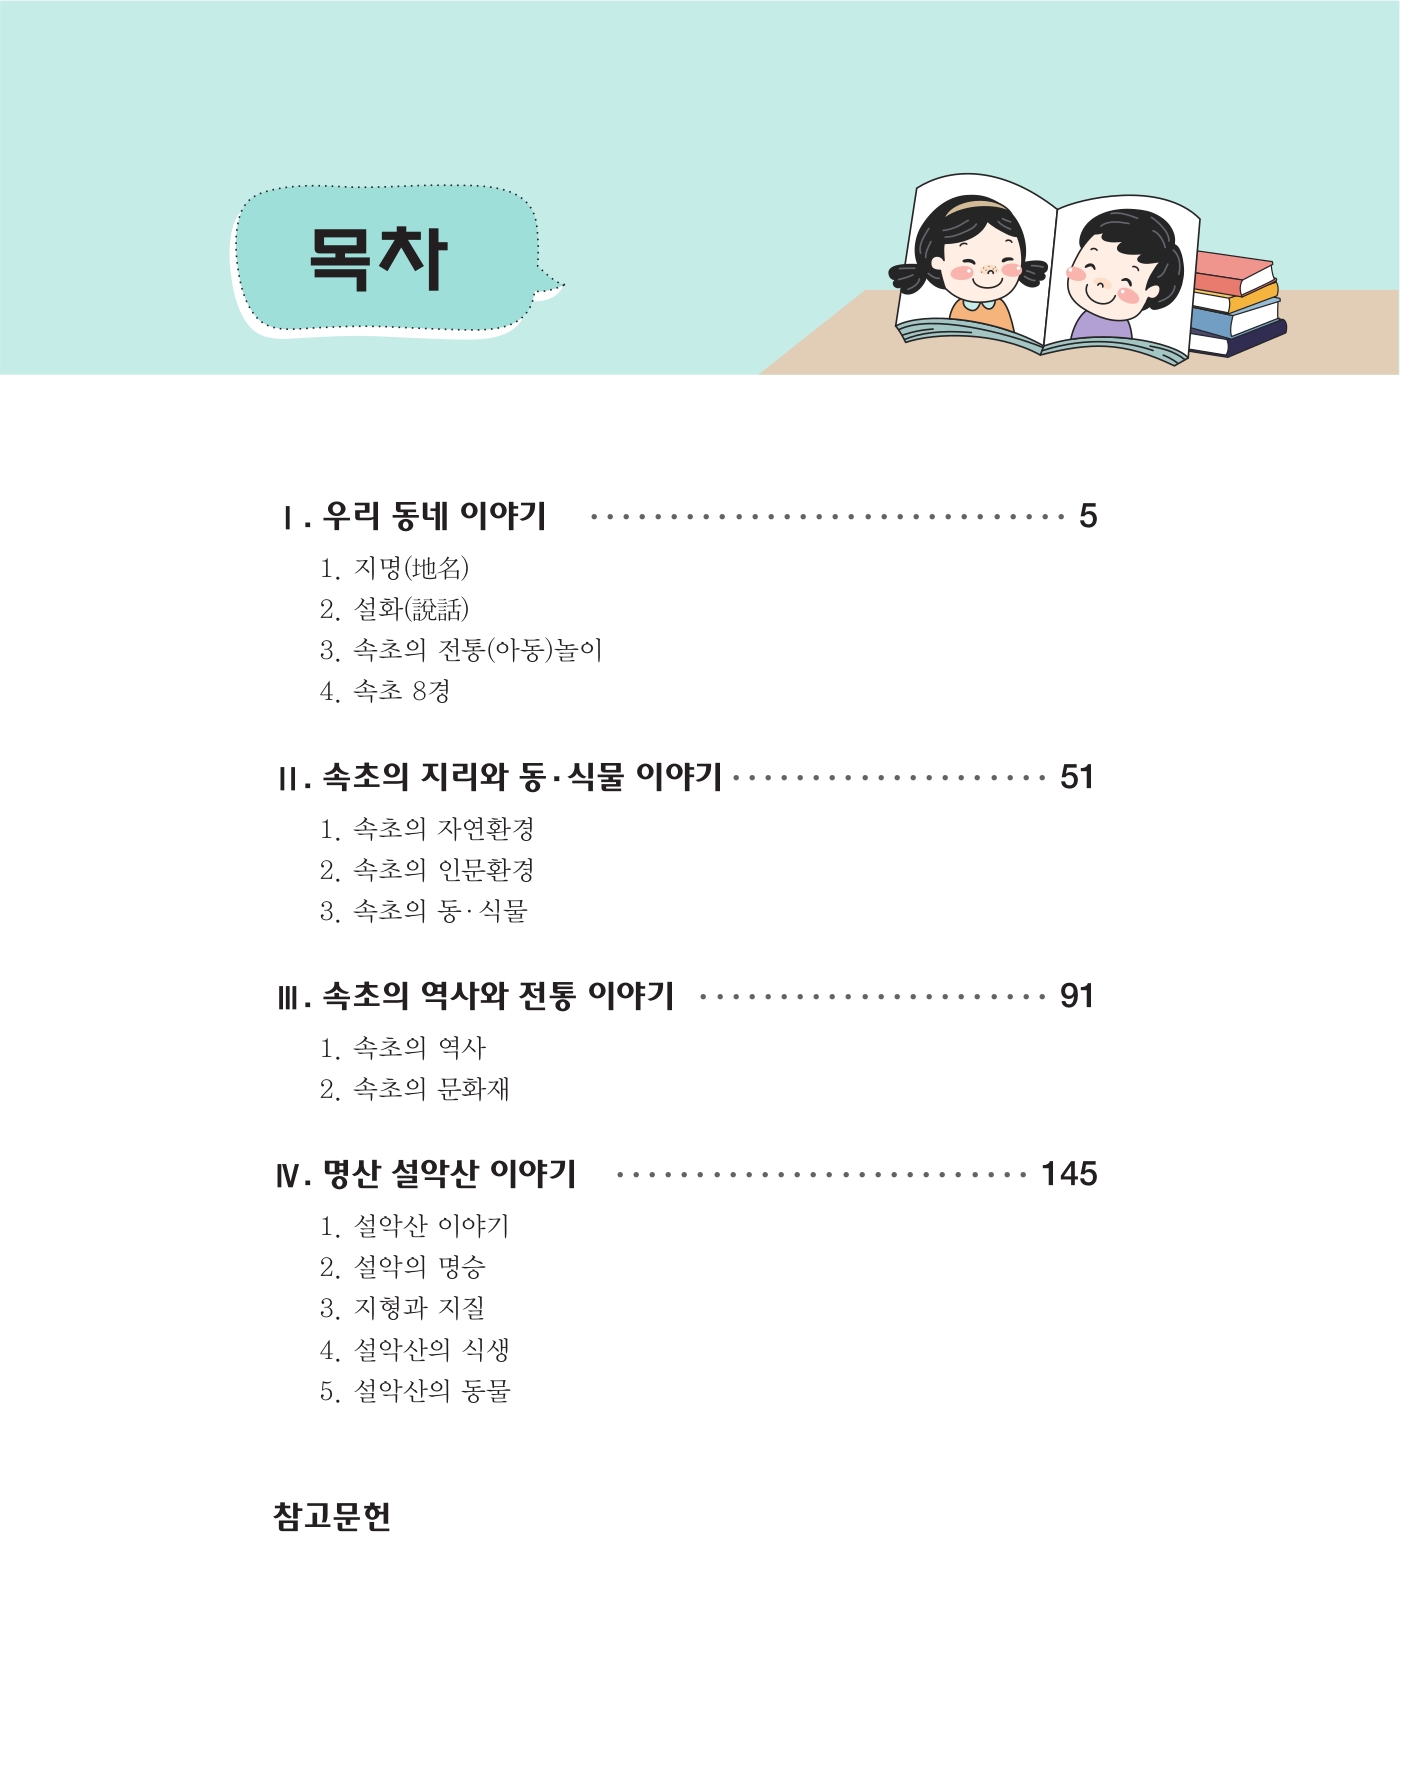 목차
Ⅰ. 우리 동네 이야기 ······························ 5
1. 지명(地名)
2. 설화(說話)
3. 속초의 전통(아동)놀이
4. 속초 8경
Ⅱ. 속초의 지리와 동·식물 이야기 ···················· 51
1. 속초의 자연환경
2. 속초의 인문환경
3. 속초의 동·식물
Ⅲ. 속초의 역사와 전통 이야기 ······················ 91
1. 속초의 역사
2. 속초의 문화재
Ⅳ. 명산 설악산 이야기 ·························· 145
1. 설악산 이야기
2. 설악의 명승
3. 지형과 지질
4. 설악산의 식생
5. 설악산의 동물
참고문헌